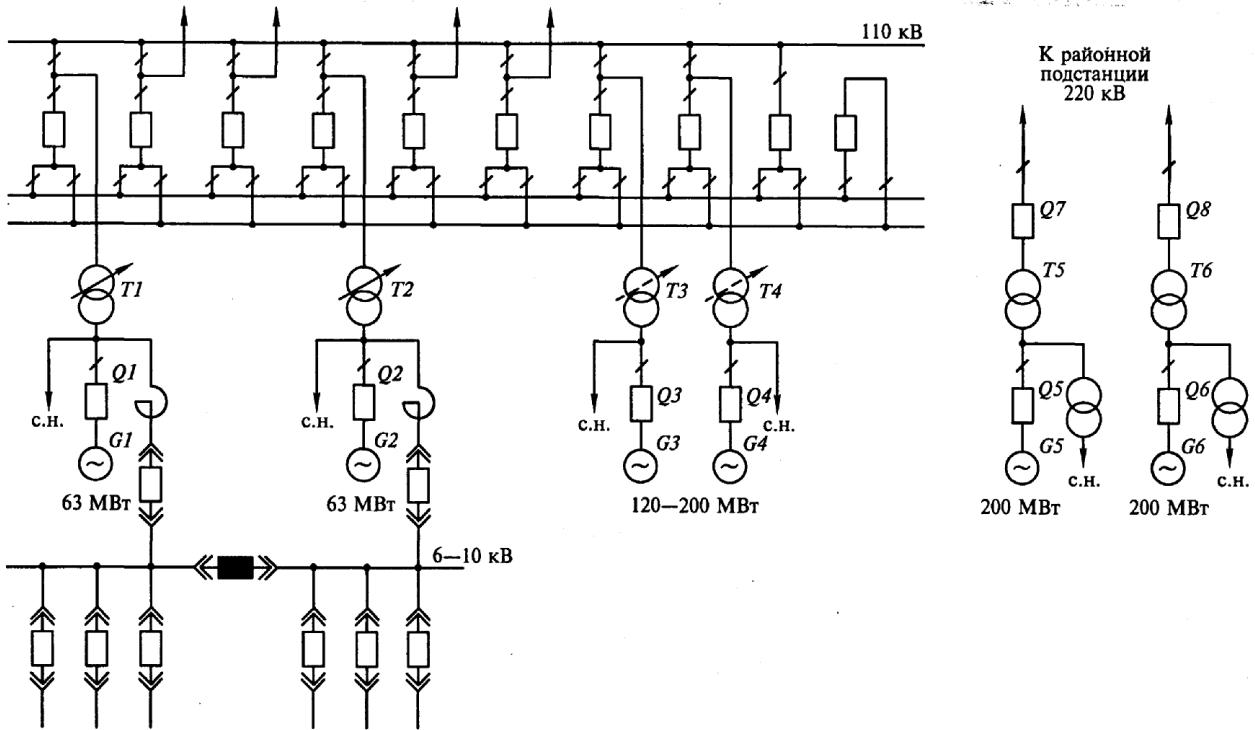 110 кВ
К районной
подстанции
220 кВ
Q7
Q8
T1
T2
T3
T4
T5
T6
Q1
Q2
Q3
Q4
Q5
Q6
с.н.
с.н.
с.н.
с.н.
G1
G2
G3
G4
G5
G6
с.н.
с.н.
63 МВт
63 МВт
120—200 МВт
200 МВт
200 МВт
6—10 кВ